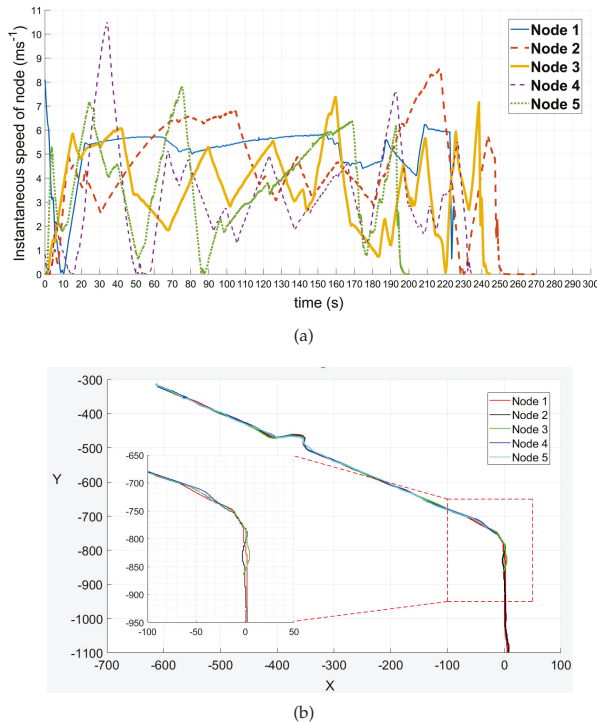 Instantaneous speed of node (ms-1)
11
10
9
8
7
6
5
4
3
2
1
0
Node 1
Node 2
Node 3
Node 4
Node 5
0 10 20 30 40 50 60 70 80 90 100 110 120 130 140 150 160 170 180 190 200 210 220 230 240 250 260 270 280 290 300
time (s)
(a)
-300
-400
-500
-600
-700
-800
-900
-1000
-1100
Y
Node 1
Node 2
Node 3
Node 4
Node 5
-650
-700
-750
-800
-850
-900
-950
-100 -50 0 50
-700 -600 -500 -400 -300 -200 -100 0 100
X
(b)